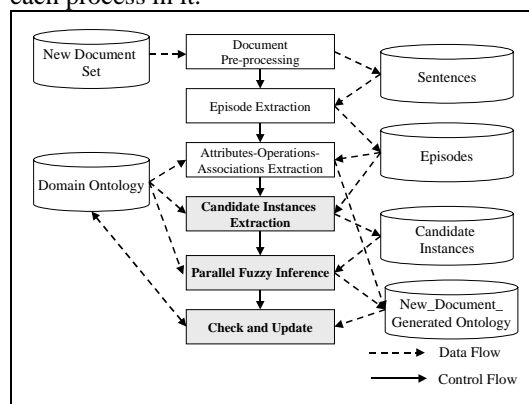 each process in it.
New Document
Set
Document
Pre-processing
Sentences
Episode Extraction
Episodes
Attributes-Operations-
Associations Extraction
Domain Ontology
Candidate Instances
Extraction
Candidate
Instances
Parallel Fuzzy Inference
New_Document_
Generated Ontology
Check and Update
Data Flow
Control Flow